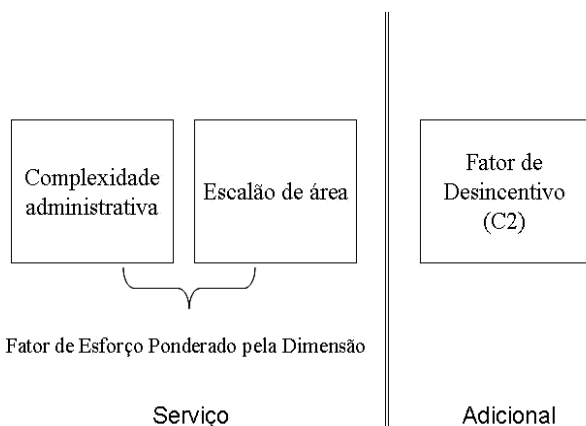 Complexidade
administrativa
Escalão de área
Fator de
Desincentivo
(C2)
Fator de Esforço Ponderado pela Dimensão
Serviço
Adicional